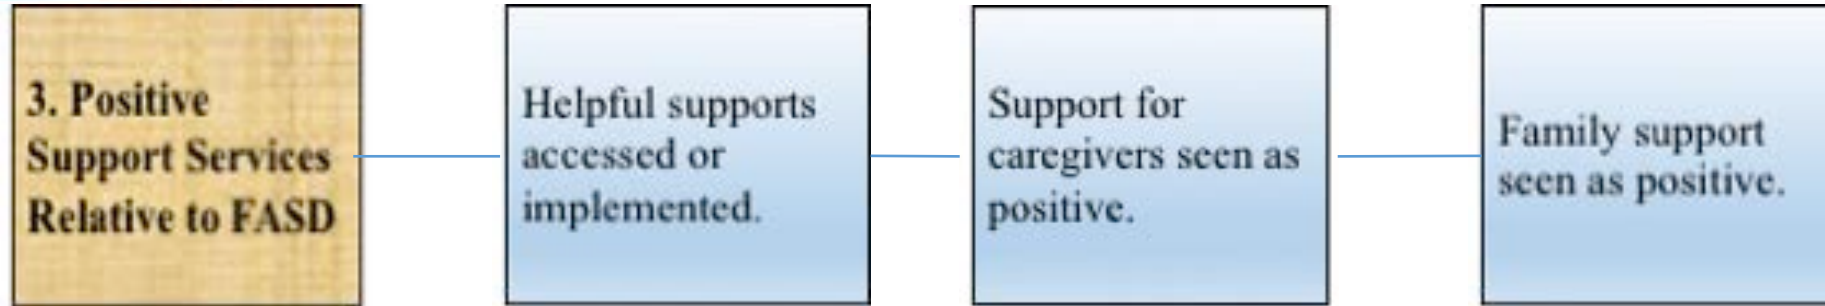 3. Positive
Support Services
Relative to FASD
Helpful supports
accessed or
implemented.
Support for
caregivers seen as
positive.
Family support
seen as positive.